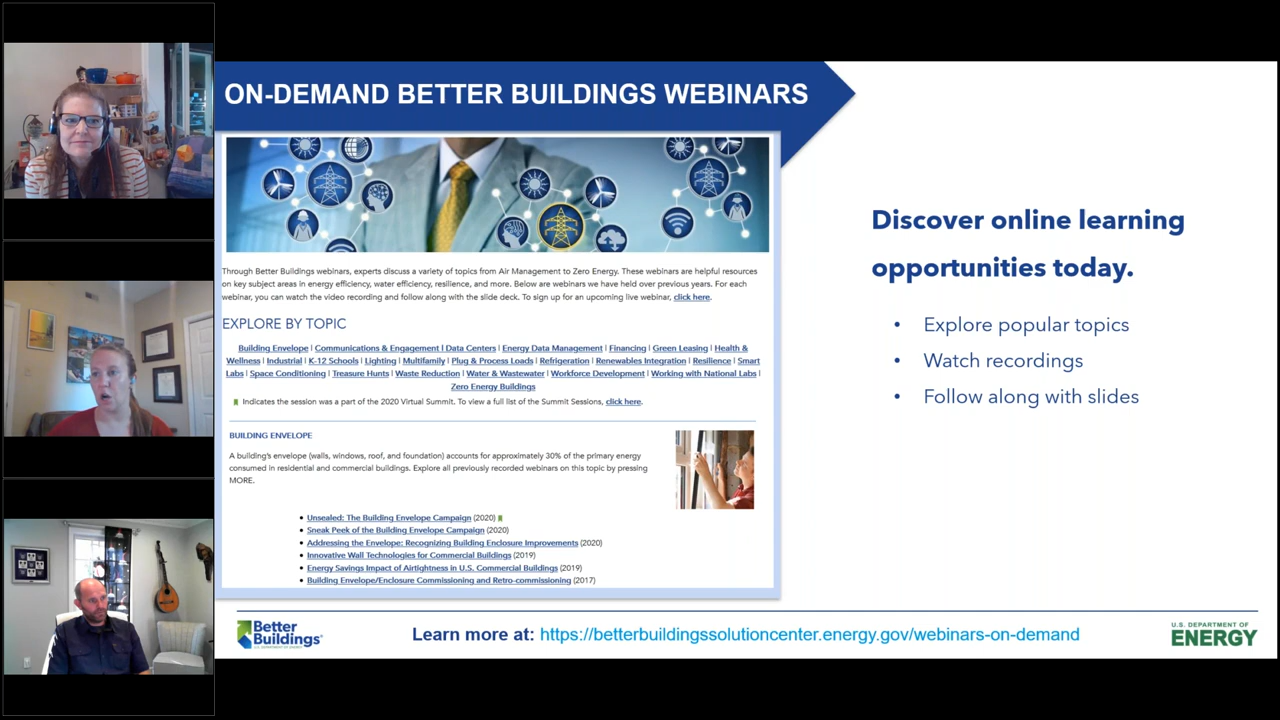 ON-DEMAND BETTER BUILDINGS WEBINARS
Through Better Buildings webinars, experts discuss a variety of topics from Air Management to Zero Energy. These webinars are helpful resources
on key subject areas in energy efficiency, water efficiency, resilience, and more. Below are webinars we have held over previous years. For each
webinar, you can watch the video recording and follow along with the slide deck. To sign up for an upcoming live webinar, click here.
EXPLORE BY TOPIC
Building Envelope | Communications & Engagement | Data Centers | Energy Data Management | Financing | Green Leasing | Health &
Wellness | Industrial | K-12 Schools | Lighting | Multifamily | Plug & Process Loads | Refrigeration | Renewables Integration | Resilience | Smart
Labs | Space Conditioning | Treasure Hunts | Waste Reduction | Water & Wastewater | Workforce Development | Working with National Labs |
Zero Energy Buildings
Indicates the session was a part of the 2020 Virtual Summit. To view a full list of the Summit Sessions, click here.
BUILDING ENVELOPE
A building's envelope (walls, windows, roof, and foundation) accounts for approximately 30% of the primary energy
consumed in residential and commercial buildings. Explore all previously recorded webinars on this topic by pressing
MORE.
• Unsealed: The Building Envelope Campaign (2020)
• Sneak Peek of the Building Envelope Campaign (2020)
• Addressing the Envelope: Recognizing Building Enclosure Improvements (2020)
• Innovative Wall Technologies for Commercial Buildings (2019)
• Energy Savings Impact of Airtightness in U.S. Commercial Buildings (2019)
• Building Envelope/Enclosure Commissioning and Retro-commissioning (2017)
Discover online learning
opportunities today.
• Explore popular topics
• Watch recordings
• Follow along with slides
Better
Buildings®
U.S. DEPARTMENT OF ENERGY
Learn more at: https://betterbuildingssolutioncenter.energy.gov/webinars-on-demand
U.S. DEPARTMENT OF
ENERGY